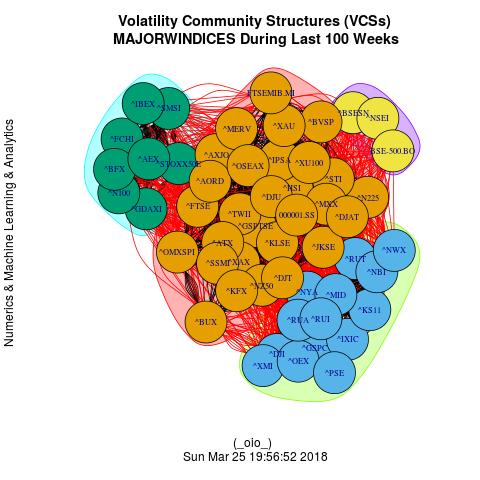 Volatility Community Structures (VCSs)
MAJORWINDICES During Last 100 Weeks
Numerics & Machine Learning & Analytics
FTSEMIB.MI
^IBEX
^SMSI
^BSESN
^NSEI
^BVSP
^XAU
^MERV
^FCHI
BSE-500.BO
^AXJO
^AEX
^STOXX50E
^IPSA
^XU100
^OSEAX
^BFX
^STI
^AORD
^HSI
^N100
^DJU
^N225
^MXX
^GDAXI
^FTSE
^TWII
000001.SS
^DJAT
^GSPTSE
^ATX
^KLSE
^JKSE
^OMXSPI
^NWX
^RUT
^SSMI
^XAX
^NBI
^DJT
^NZ50
^KFX
^NYA
^MID
^KS11
^BUX
^RUA
^RUI
^IXIC
^GSPC
^DJI
^OEX
^XMI
^PSE
(_oio_)
Sun Mar 25 19:56:52 2018